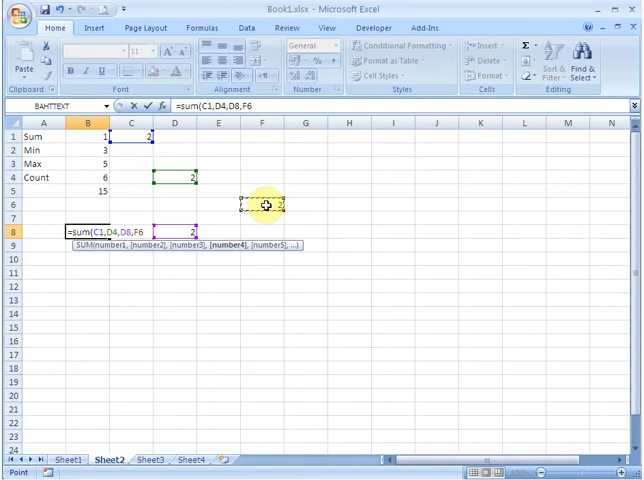 Book1.xlsx - Microsoft Excel
Home Insert Page Layout Formulas Data Review View Developer Add-Ins
Paste
11
General
Conditional Formatting
Format as Table
Cell Styles
Insert
Delete
Format
Sort & Filter
Find & Select
Clipboard Font Alignment Number Styles Cells Editing
BAHTTEXT =sum(C1,D4,D8,F6
A B C D E F G H I J K L M N
1 Sum 1 2
2 Min 3
3 Max 5
4 Count 6 2
5 15
6 2
7
8 =sum(C1,D4,D8,F6 2
9 SUM(number1, [number2], [number3], [number4], [number5], ...)
10
11
12
13
14
15
16
17
18
19
20
21
22
23
24
Sheet1 Sheet2 Sheet3 Sheet4
Point 100%